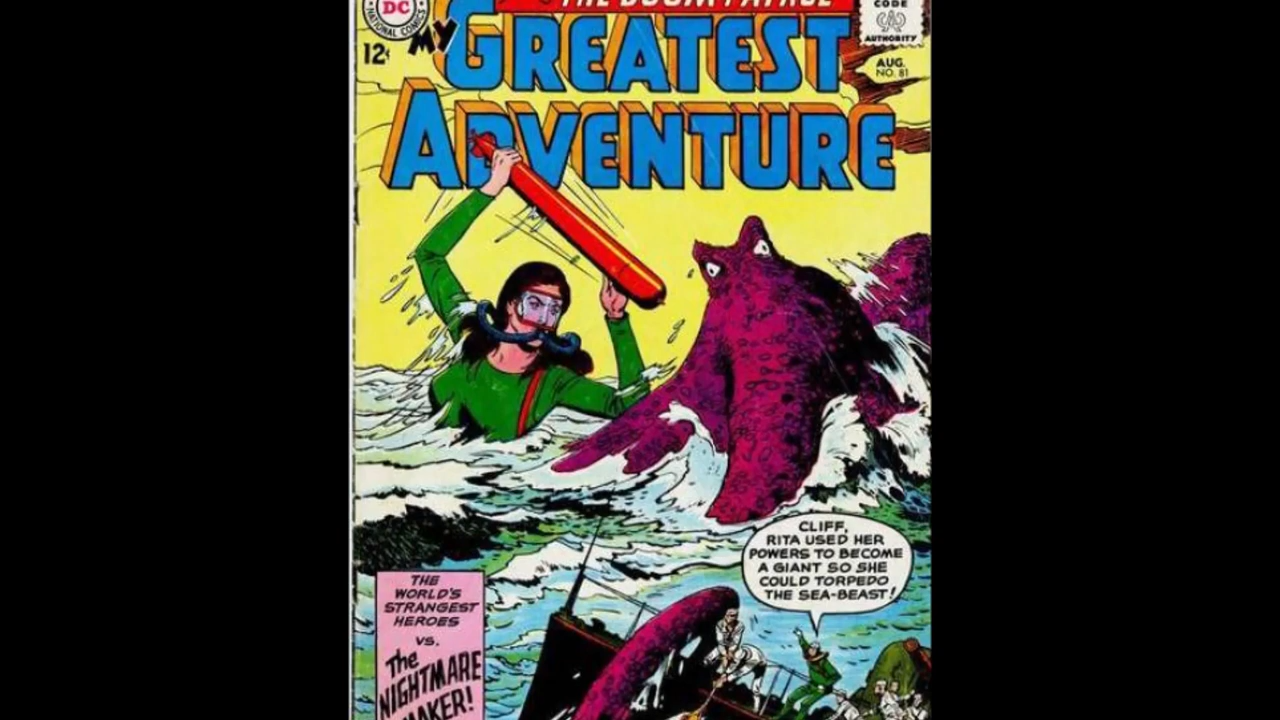 THE DOOM PATROL
DC
NATIONAL COMICS
CODE
AUTHORITY
12¢
MY
GREATEST
ADVENTURE
AUG.
NO. 81
CLIFF,
RITA USED HER
POWERS TO BECOME
A GIANT SO SHE
COULD TORPEDO
THE SEA-BEAST!
THE
WORLD'S
STRANGEST
HEROES
VS.
The
NIGHTMARE
MAKER!